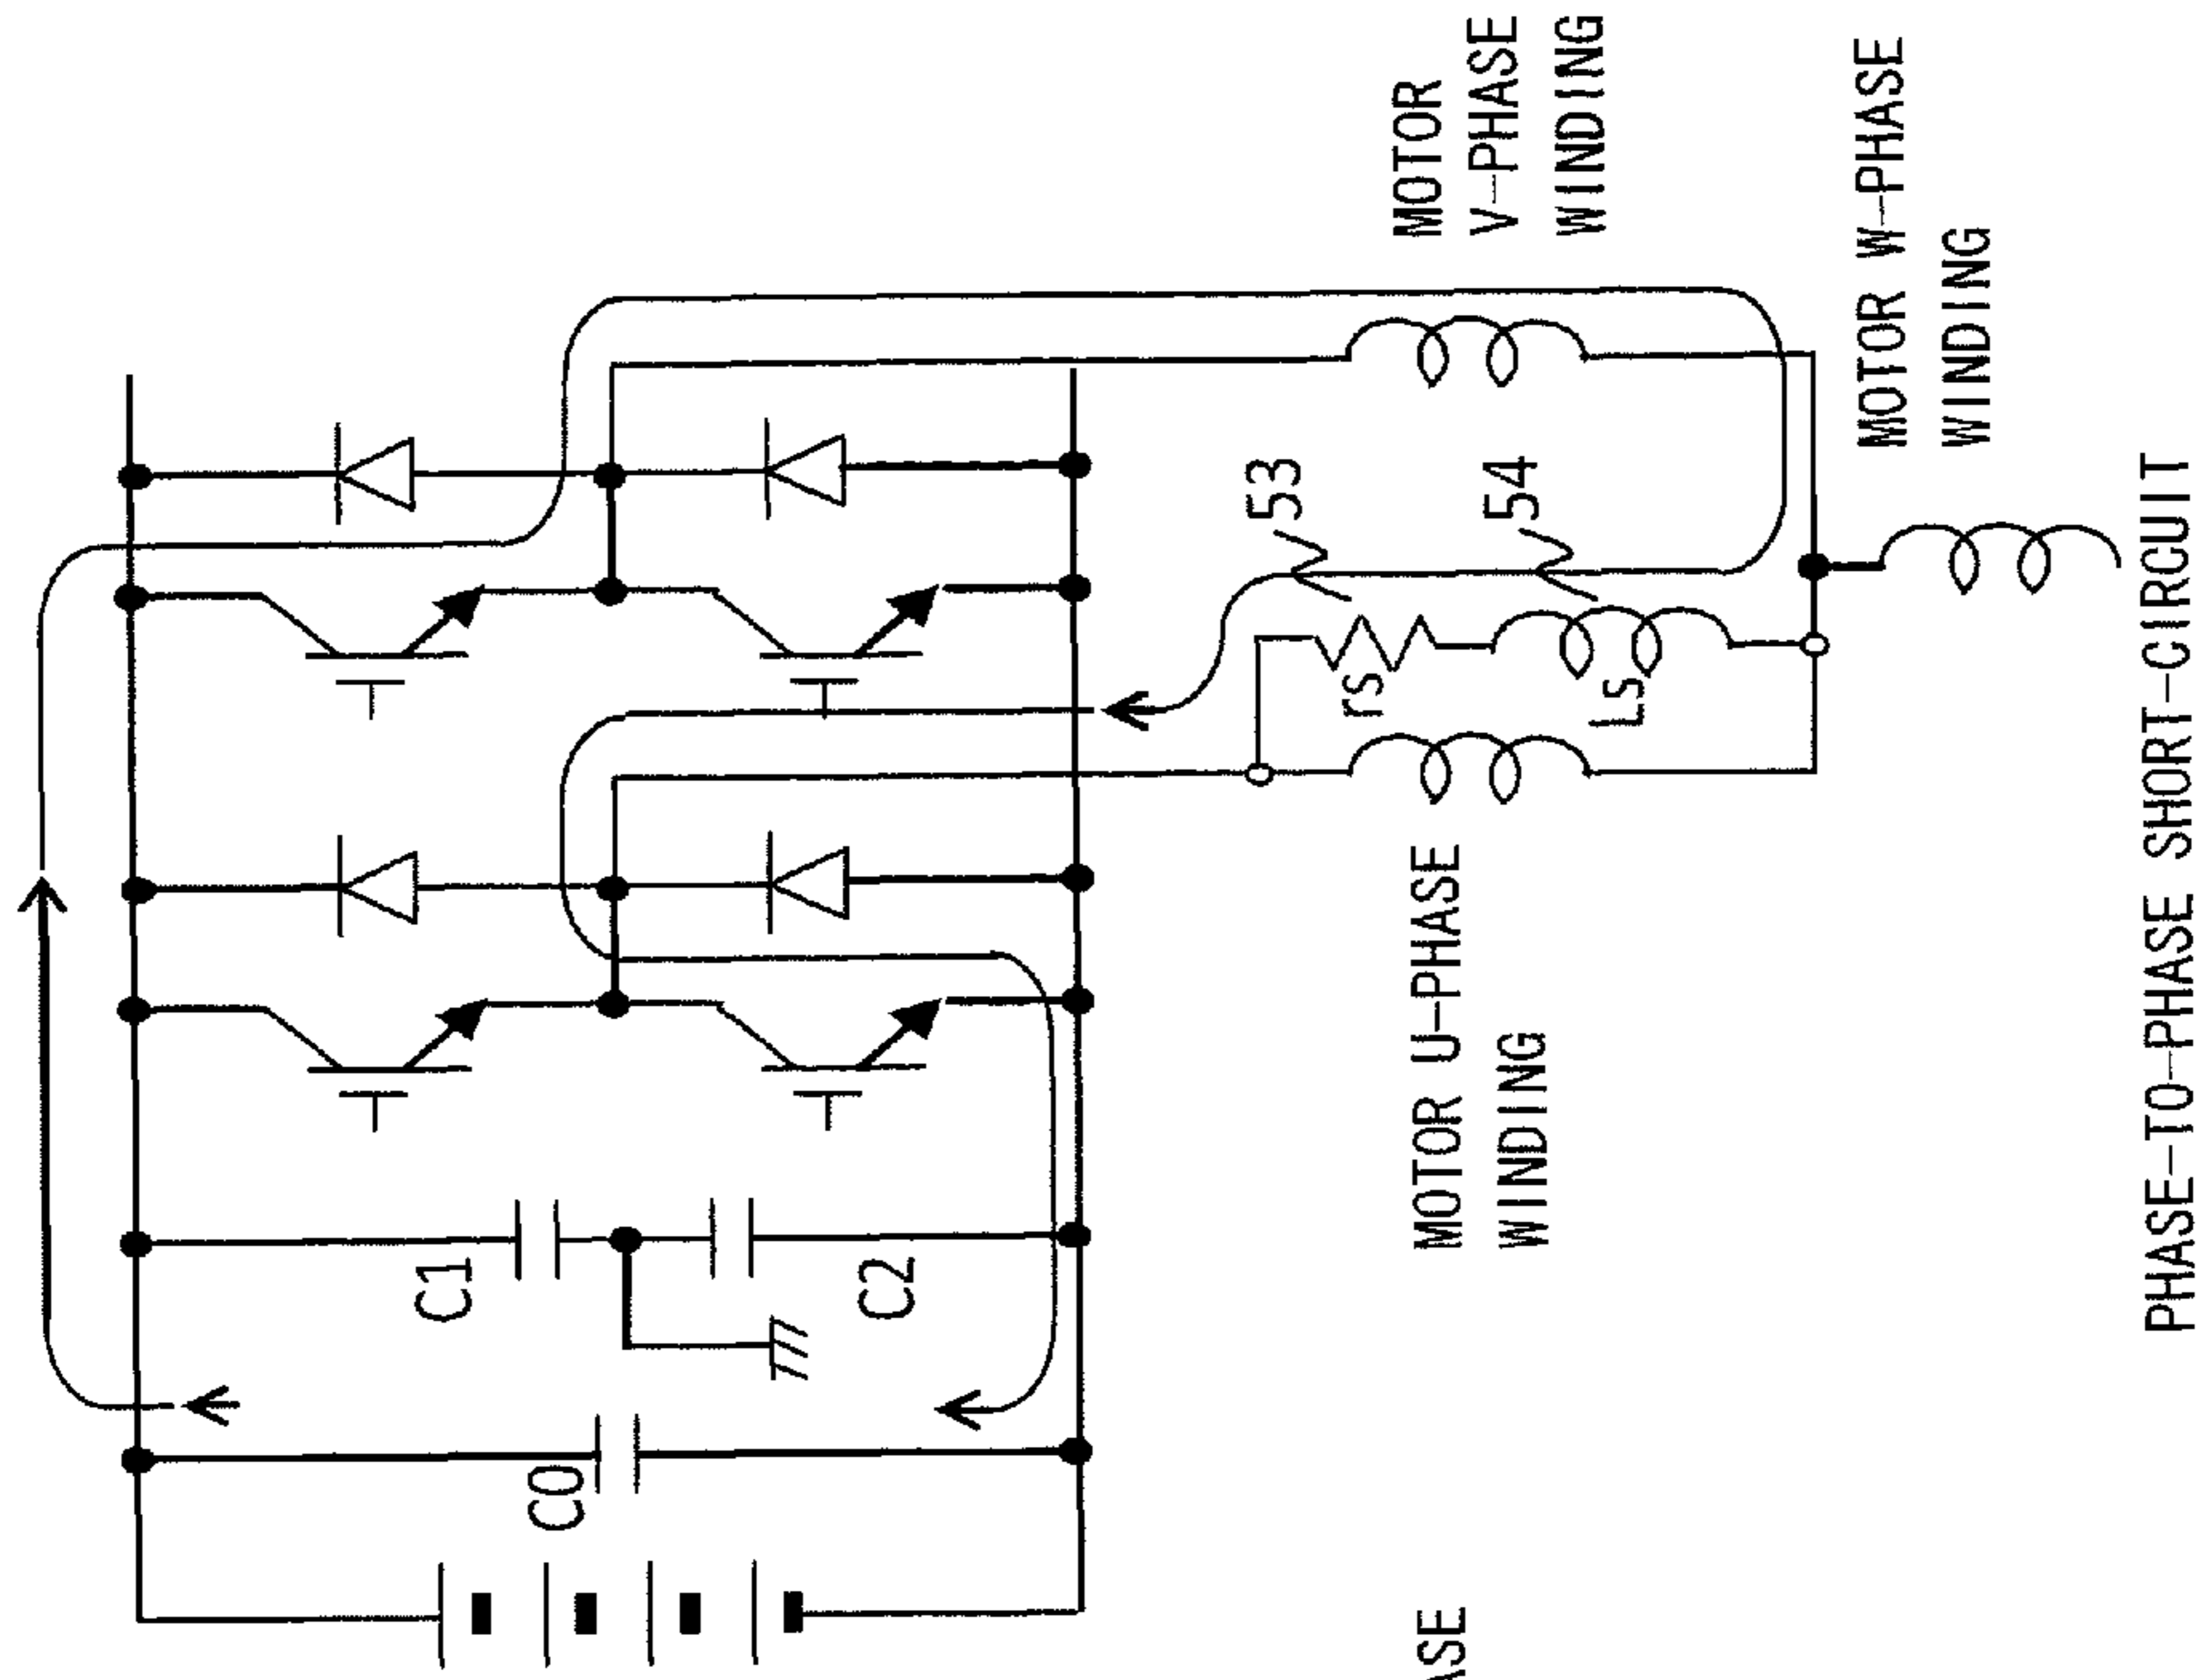 C0
C1
C2
MOTOR U-PHASE
WINDING
rs
Ls
53
54
MOTOR
V-PHASE
WINDING
MOTOR W-PHASE
WINDING
PHASE-TO-PHASE SHORT-CIRCUIT